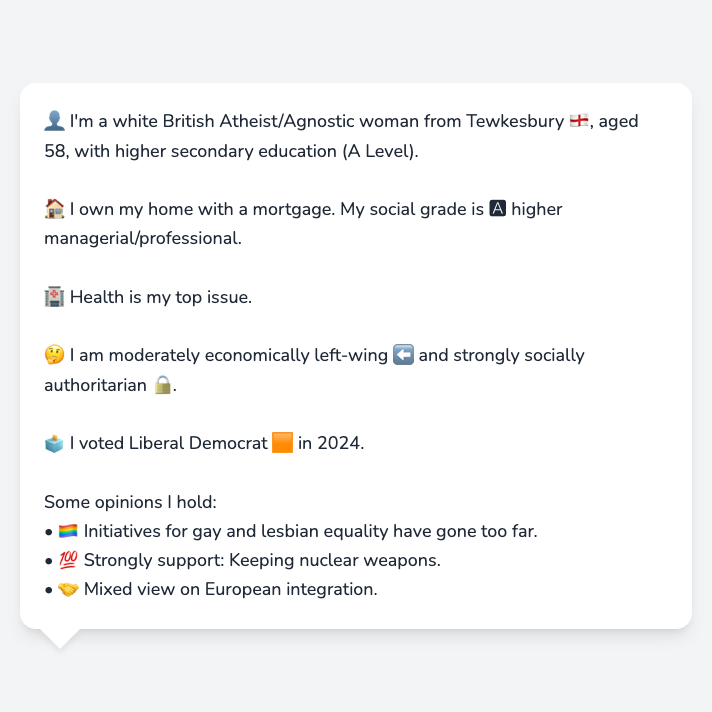 👤 I'm a white British Atheist/Agnostic woman from Tewkesbury 🏴󠁧󠁢󠁥󠁮󠁧󠁿, aged
58, with higher secondary education (A Level).
🏠 I own my home with a mortgage. My social grade is 🅰 higher
managerial/professional.
🏥 Health is my top issue.
🤔 I am moderately economically left-wing ⬅️ and strongly socially
authoritarian 🔒.
🗳️ I voted Liberal Democrat 🟧 in 2024.
Some opinions I hold:
• 🏳️‍🌈 Initiatives for gay and lesbian equality have gone too far.
• 💯 Strongly support: Keeping nuclear weapons.
• 🤝 Mixed view on European integration.